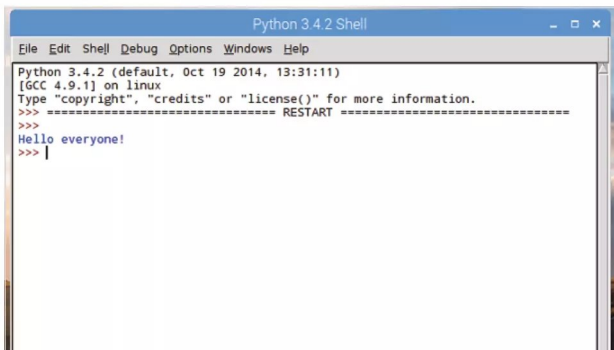 Python 3.4.2 Shell
File Edit Shell Debug Options Windows Help
Python 3.4.2 (default, Oct 19 2014, 13:31:11)
[GCC 4.9.1] on linux
Type "copyright", "credits" or "license()" for more information.
>>> ================================ RESTART ================================
>>>
Hello everyone!
>>>